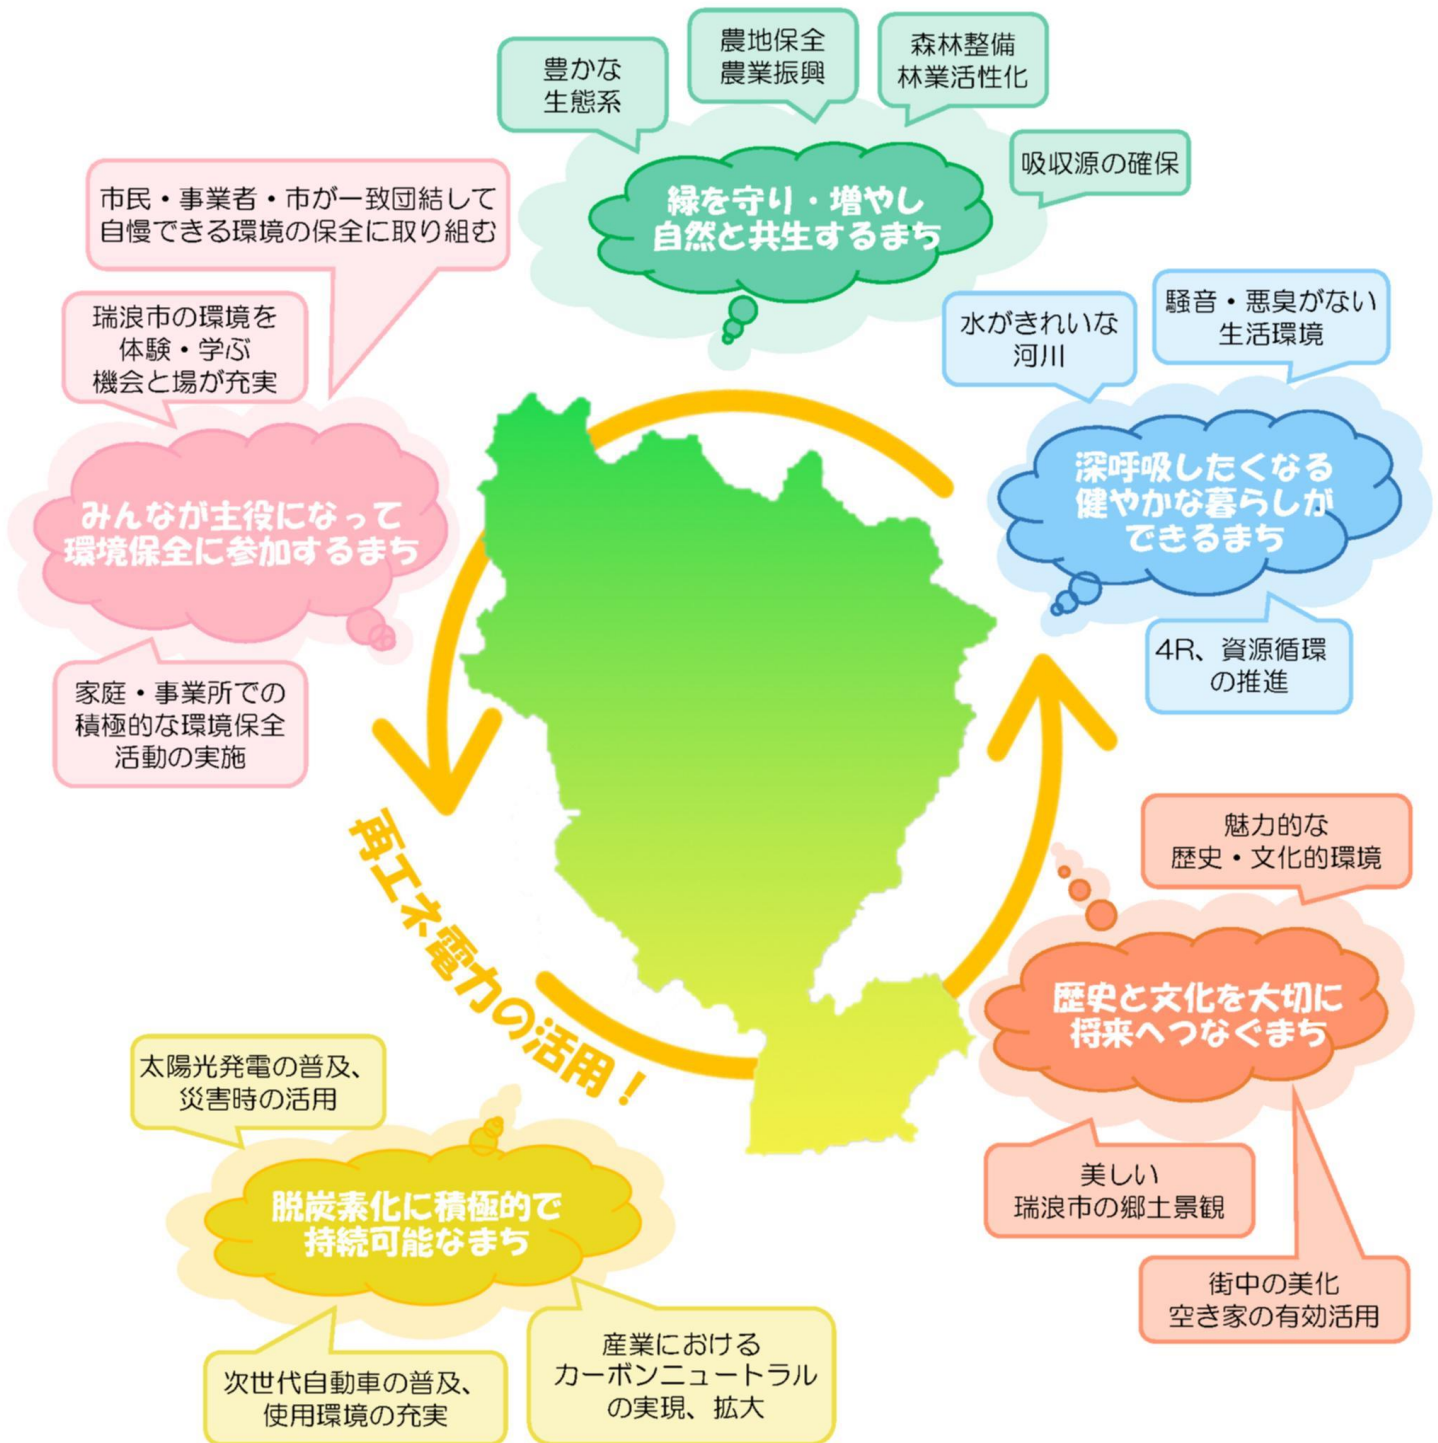 豊かな
生態系
農地保全
農業振興
森林整備
林業活性化
吸収源の確保
緑を守り・増やし
自然と共生するまち
市民・事業者・市が一致団結して
自慢できる環境の保全に取り組む
瑞浪市の環境を
体験・学ぶ
機会と場が充実
みんなが主役になって
環境保全に参加するまち
家庭・事業所での
積極的な環境保全
活動の実施
水がきれいな
河川
騒音・悪臭がない
生活環境
深呼吸したくなる
健やかな暮らしが
できるまち
4R、資源循環
の推進
魅力的な
歴史・文化的環境
歴史と文化を大切に
将来へつなぐまち
美しい
瑞浪市の郷土景観
街中の美化
空き家の有効活用
再エネ電力の活用！
太陽光発電の普及、
災害時の活用
脱炭素化に積極的で
持続可能なまち
次世代自動車の普及、
使用環境の充実
産業における
カーボンニュートラル
の実現、拡大